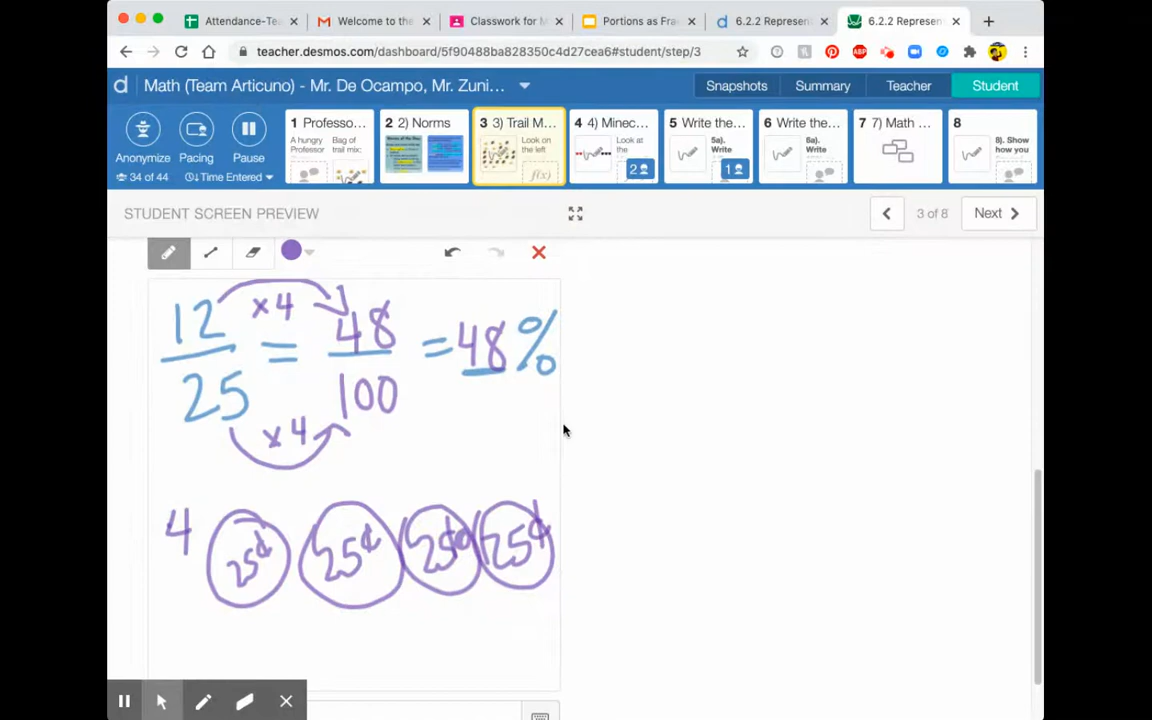 Attendance-Te
Welcome to the
Classwork for M
Portions as Fra
6.2.2 Represen
6.2.2 Represen
teacher.desmos.com/dashboard/5f90488ba828350c4d27cea6#student/step/3
Math (Team Articuno) - Mr. De Ocampo, Mr. Zuni...
Snapshots
Summary
Teacher
Student
Anonymize
Pacing
Pause
34 of 44
Time Entered
1 Professo...
A hungry Professor
Bag of trail mix:
2 2) Norms
3 3) Trail M...
Look on the left
f(x)
4 4) Minec...
Look at the
2
5 Write the...
5a). Write
1
6 Write the...
6a). Write
7 7) Math ...
8
8). Show how you
STUDENT SCREEN PREVIEW
3 of 8
Next
12/25 = 48/100 = 48%
×4
×4
4 25¢ 25¢ 25¢ 25¢